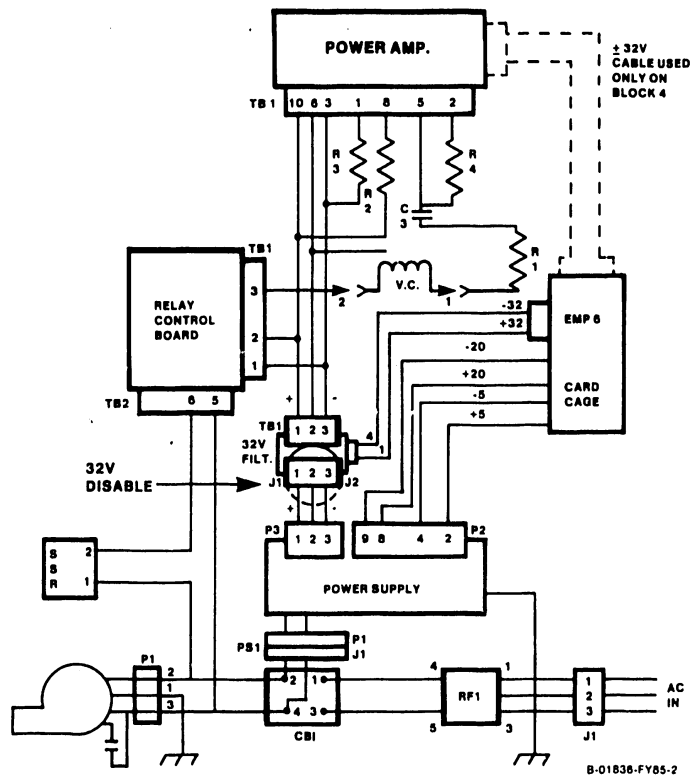 POWER AMP.
± 32V
CABLE USED
ONLY ON
BLOCK 4
TB 1 10 6 3 1 8 5 2
R
3
R
2
R
4
C
3
R
1
TB1
RELAY
CONTROL
BOARD
3
2
1
2
V.C.
1
-32
+32
EMP 6
-20
+20
-5
+5
CARD
CAGE
TB2 6 5
+ -
TB1 1 2 3
4
1
32V
FILT.
J1 1 2 3 J2
32V
DISABLE
+ -
P3 1 2 3
9 8 4 2 P2
S
S
R
2
1
POWER SUPPLY
PS1 P1
J1
P1
2
1
3
2 1
4 3
CBI
4
5
RF1
1
3
1
2
3
J1
AC
IN
B-01836-FY85-2